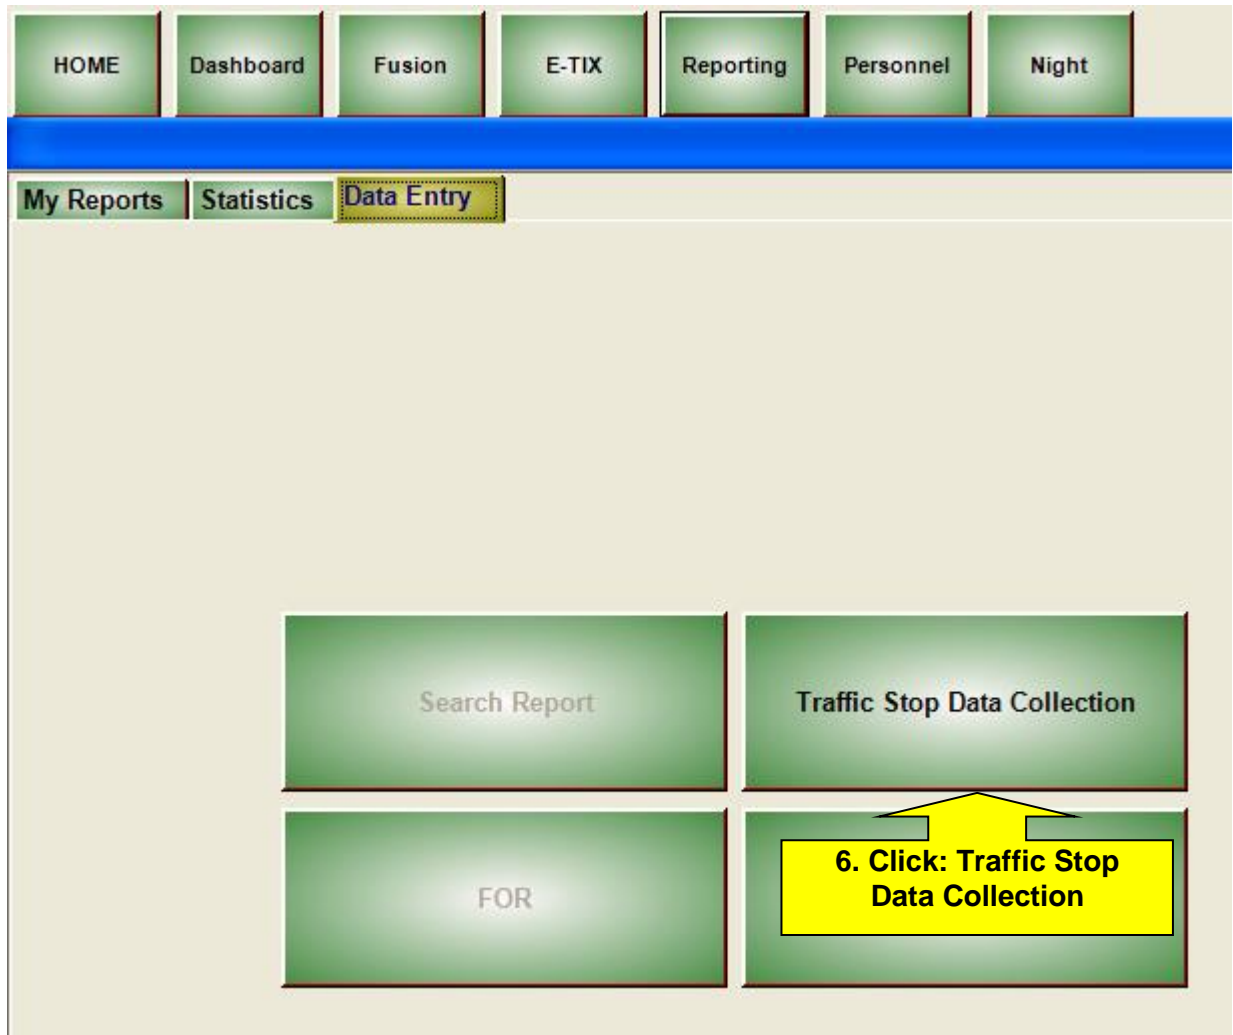 HOME Dashboard Fusion E-TIX Reporting Personnel Night
My Reports Statistics Data Entry
Search Report Traffic Stop Data Collection
FOR
6. Click: Traffic Stop
Data Collection